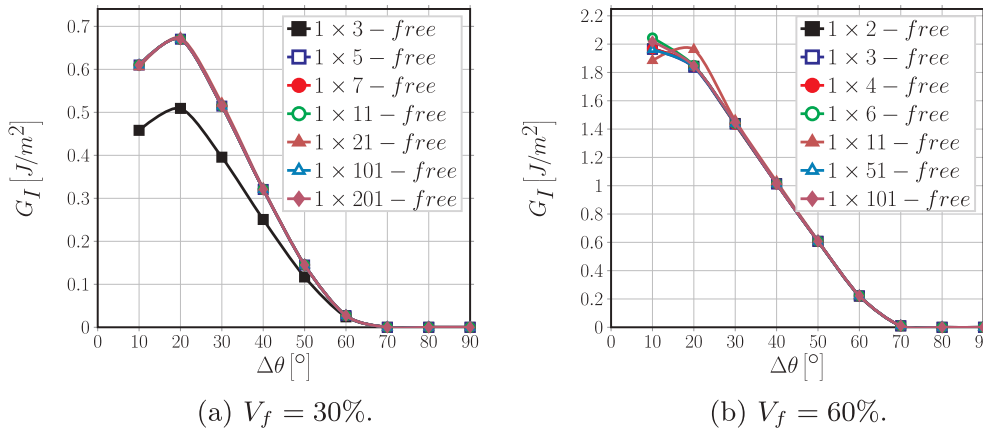 0.7
0.6
0.5
0.4
0.3
0.2
0.1
0
0 10 20 30 40 50 60 70 80 90
G_I [J/m²]
Δθ [°]
1 × 3 − free
1 × 5 − free
1 × 7 − free
1 × 11 − free
1 × 21 − free
1 × 101 − free
1 × 201 − free
(a) V_f = 30%.
2.2
2
1.8
1.6
1.4
1.2
1
0.8
0.6
0.4
0.2
0
0 10 20 30 40 50 60 70 80 90
G_I [J/m²]
Δθ [°]
1 × 2 − free
1 × 3 − free
1 × 4 − free
1 × 6 − free
1 × 11 − free
1 × 51 − free
1 × 101 − free
(b) V_f = 60%.